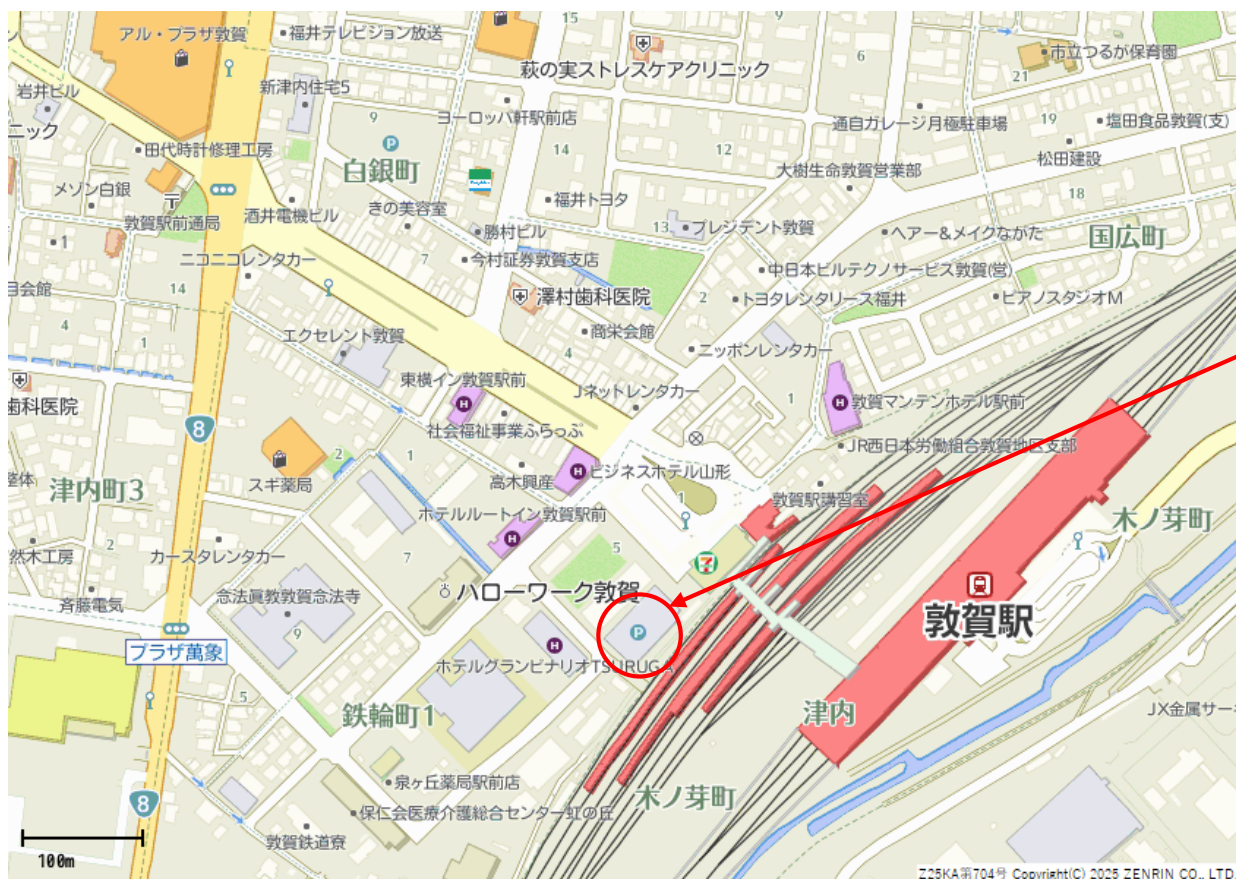 アル・プラザ敦賀
福井テレビジョン放送
15
萩の実ストレスケアクリニック
6
市立つるが保育園
21
岩井ビル
ニック
新津内住宅5
9
ヨーロッパ軒駅前店
14
12
通自ガレージ月極駐車場
19
塩田食品敦賀(支)
松田建設
田代時計修理工房
白銀町
メゾン白銀
大樹生命敦賀営業部
18
敦賀駅前通局
酒井電機ビル
きの美容室
福井トヨタ
13
プレジデント敦賀
ヘアー&メイクながた
国広町
1
勝村ビル
7
今村証券敦賀支店
ニコニコレンタカー
中日本ビルテクノサービス敦賀(営)
日会館
14
澤村歯科医院
2
トヨタレンタリース福井
ピアノスタジオM
4
1
エクセレント敦賀
商栄会館
4
ニッポンレンタカー
東横イン敦賀駅前
Jネットレンタカー
1
歯科医院
8
敦賀マンテンホテル駅前
社会福祉事業ふらっぷ
JR西日本労働組合敦賀地区支部
1
2
整体
津内町3
スギ薬局
高木興産
ビジネスホテル山形
1
敦賀駅講習室
ホテルルートイン敦賀駅前
木ノ芽町
2
然木工房
カースタレンタカー
7
5
斉藤電気
念法眞教敦賀念法寺
ハローワーク敦賀
P
敦賀駅
9
プラザ萬象
ホテルグランビナリオTSURUGA
5
鉄輪町1
津内
JX金属サーキ
泉ヶ丘薬局駅前店
木ノ芽町
8
保仁会医療介護総合センター虹の丘
敦賀鉄道寮
100m
Z25KA第704号 Copyright(C) 2025 ZENRIN CO., LTD.